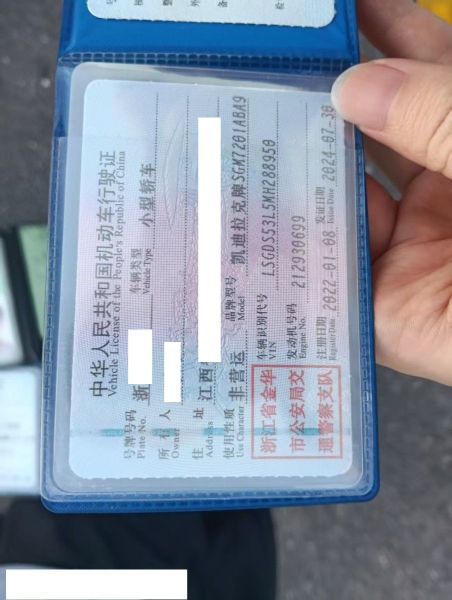 中华人民共和国机动车行驶证
Vehicle License of the People's Republic of China
号牌号码 浙 车辆类型 小型轿车
Plate No. Vehicle Type
所有人
Owner
住址 江西
Address
使用性质 非营运 品牌型号 凯迪拉克牌SGM7201ABA9
Use Character Model
车辆识别代号 LSGDS53L5MH288950
VIN
发动机号码 212930699
Engine No.
注册日期 2022-01-08 发证日期 2024-07-30
Register Date Issue Date
浙江省金华
市公安局交
通警察支队